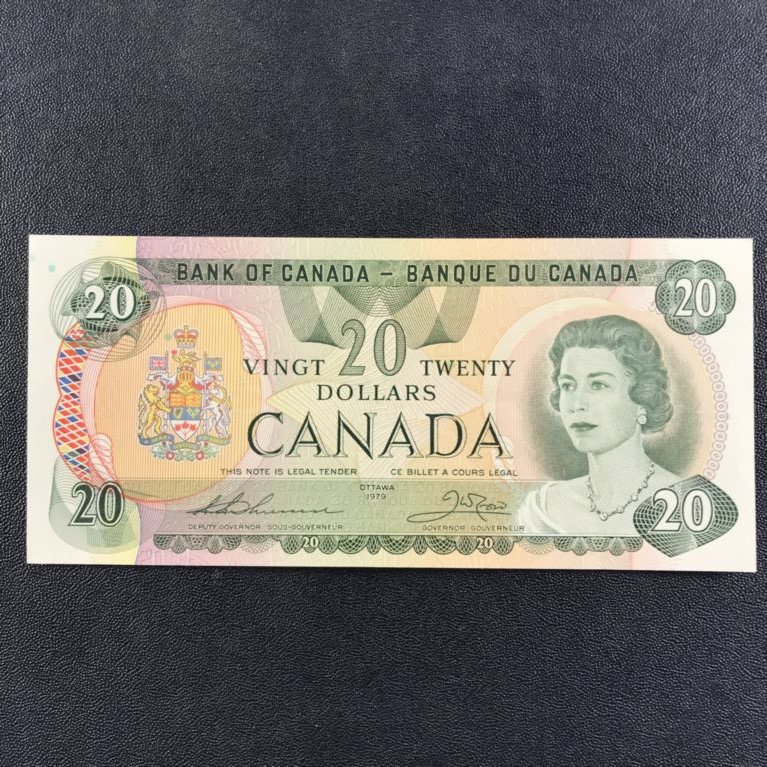 BANK OF CANADA – BANQUE DU CANADA
20 20
VINGT 20 TWENTY
DOLLARS
CANADA
THIS NOTE IS LEGAL TENDER CE BILLET A COURS LÉGAL
OTTAWA
1979
20 20
DEPUTY GOVERNOR SOUS-GOUVERNEUR GOVERNOR GOUVERNEUR
20 20